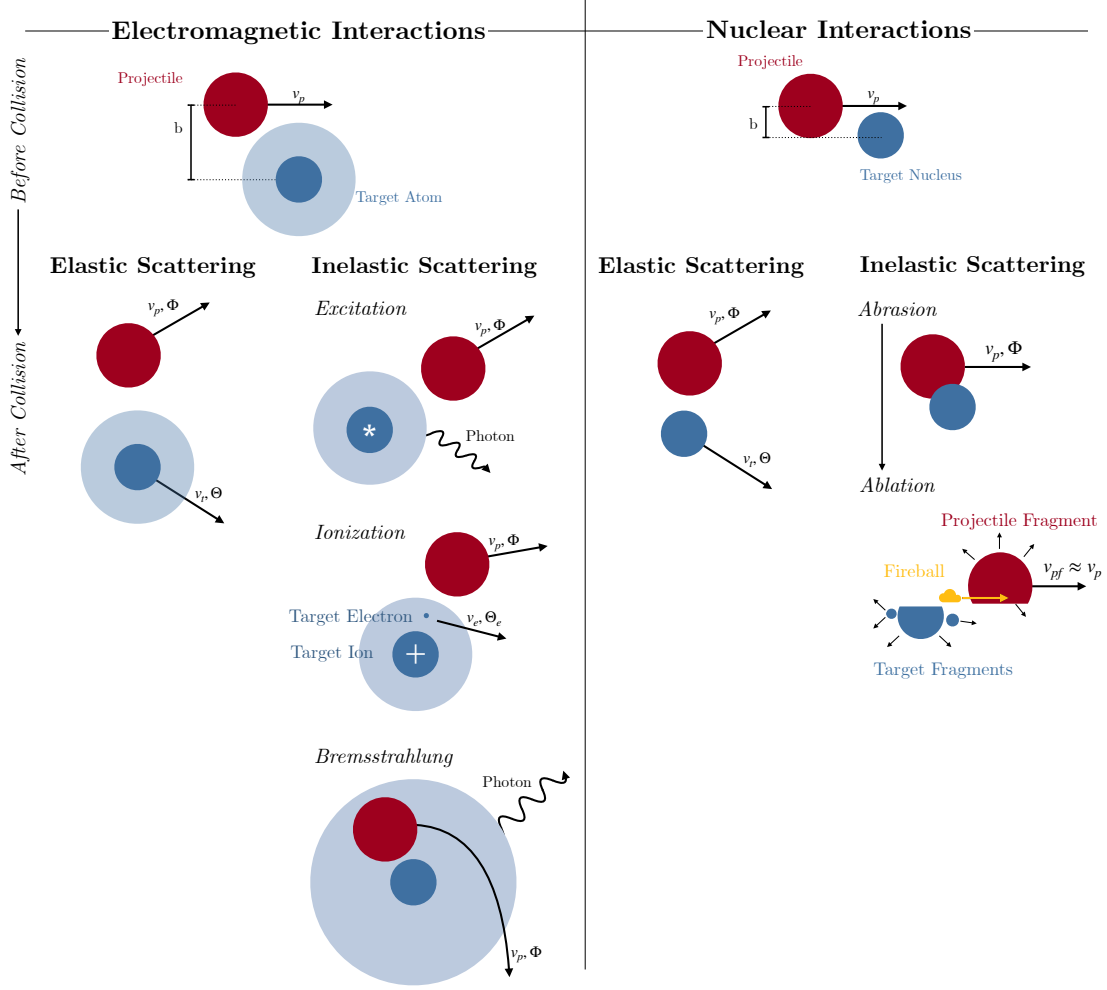 Electromagnetic Interactions
Nuclear Interactions
Before Collision
After Collision
Projectile
v_p
b
Target Atom
Projectile
v_p
b
Target Nucleus
Elastic Scattering
v_p, Φ
v_t, Θ
Inelastic Scattering
Excitation
v_p, Φ
*
Photon
Ionization
v_p, Φ
Target Electron
v_e, Θ_e
Target Ion
+
Bremsstrahlung
Photon
v_p, Φ
Elastic Scattering
v_p, Φ
v_t, Θ
Inelastic Scattering
Abrasion
v_p, Φ
Ablation
Projectile Fragment
Fireball
v_pf ≈ v_p
Target Fragments